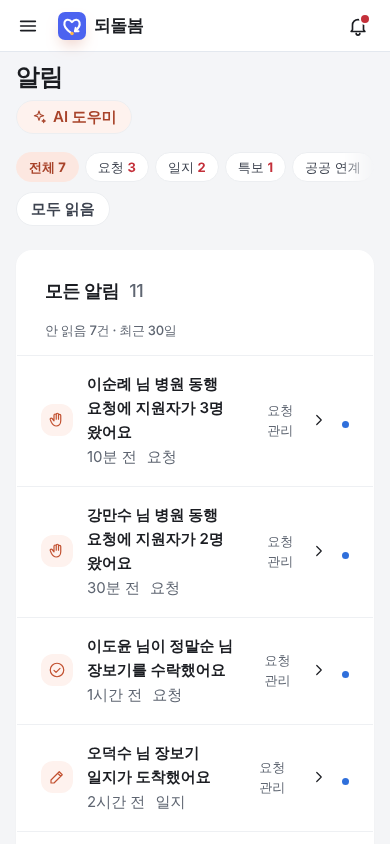 되돌봄
알림
AI 도우미
전체 7 요청 3 일지 2 특보 1 공공 연계
모두 읽음
모든 알림 11
안 읽음 7건 · 최근 30일
이순례 님 병원 동행
요청에 지원자가 3명
왔어요
10분 전 요청
요청
관리
강만수 님 병원 동행
요청에 지원자가 2명
왔어요
30분 전 요청
요청
관리
이도윤 님이 정말순 님
장보기를 수락했어요
1시간 전 요청
요청
관리
오덕수 님 장보기
일지가 도착했어요
2시간 전 일지
요청
관리